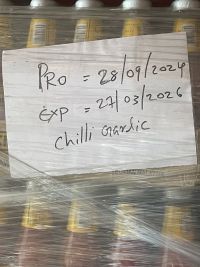 PRO = 28/09/2024
EXP = 27/03/2026
Chilli Garlic